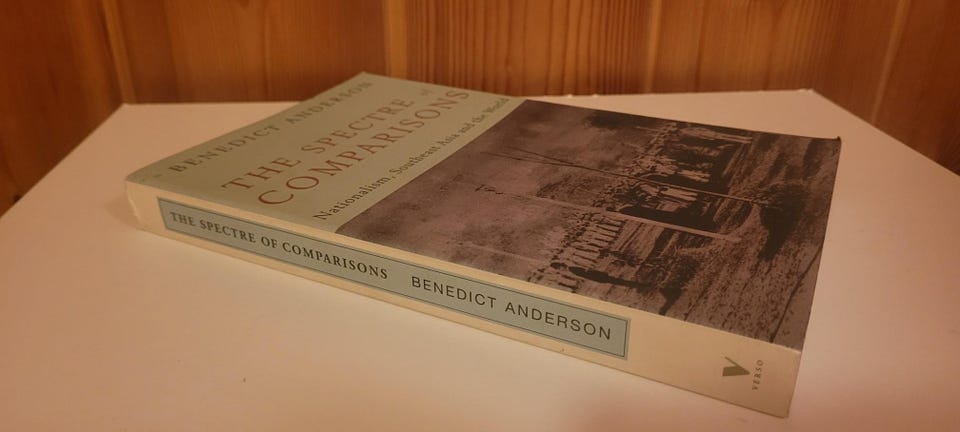 BENEDICT ANDERSON
THE SPECTRE of
COMPARISONS
Nationalism, Southeast Asia and the World
THE SPECTRE OF COMPARISONS BENEDICT ANDERSON
V
VERSO